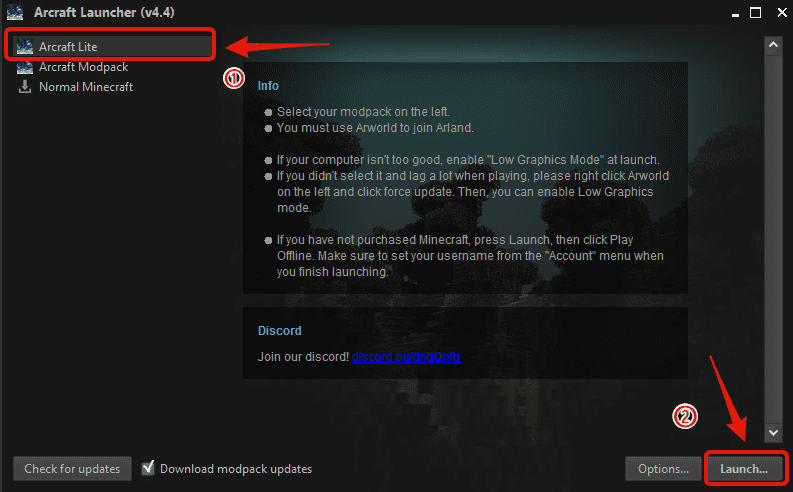 Arcraft Launcher (v4.4)
Arcraft Lite
Arcraft Modpack
Normal Minecraft
①
Info
Select your modpack on the left.
You must use Arworld to join Arland.
If your computer isn't too good, enable "Low Graphics Mode" at launch.
If you didn't select it and lag a lot when playing, please right click Arworld
on the left and click force update. Then, you can enable Low Graphics
mode.
If you have not purchased Minecraft, press Launch, then click Play
Offline. Make sure to set your username from the "Account" menu when
you finish launching.
Discord
Join our discord!
②
Check for updates
Download modpack updates
Options...
Launch...